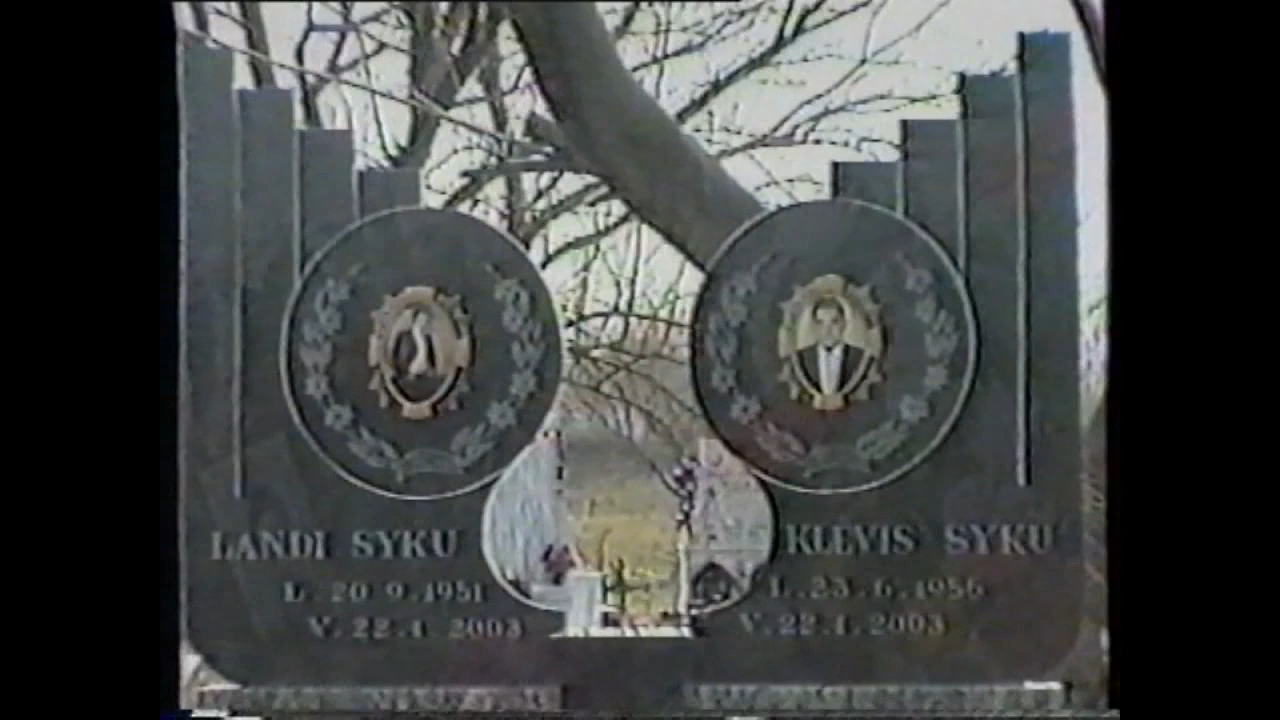 LANDI SYKU
L. 20.9.1951
V. 22.1.2003
KLEVIS SYKU
L. 23.6.1956
V. 22.1.2003